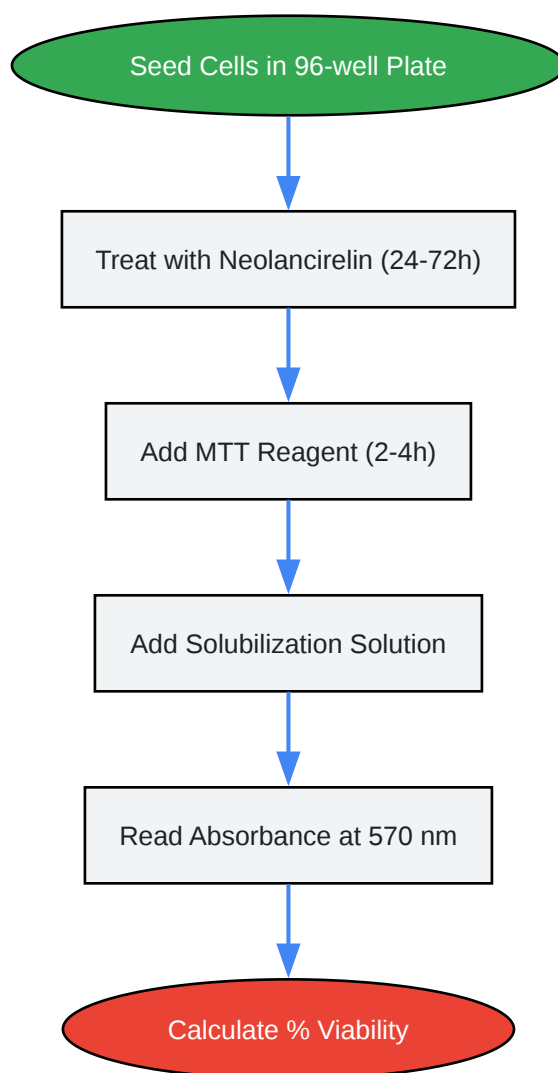 Seed Cells in 96-well Plate
Treat with Neolancirelin (24-72h)
Add MTT Reagent (2-4h)
Add Solubilization Solution
Read Absorbance at 570 nm
Calculate % Viability